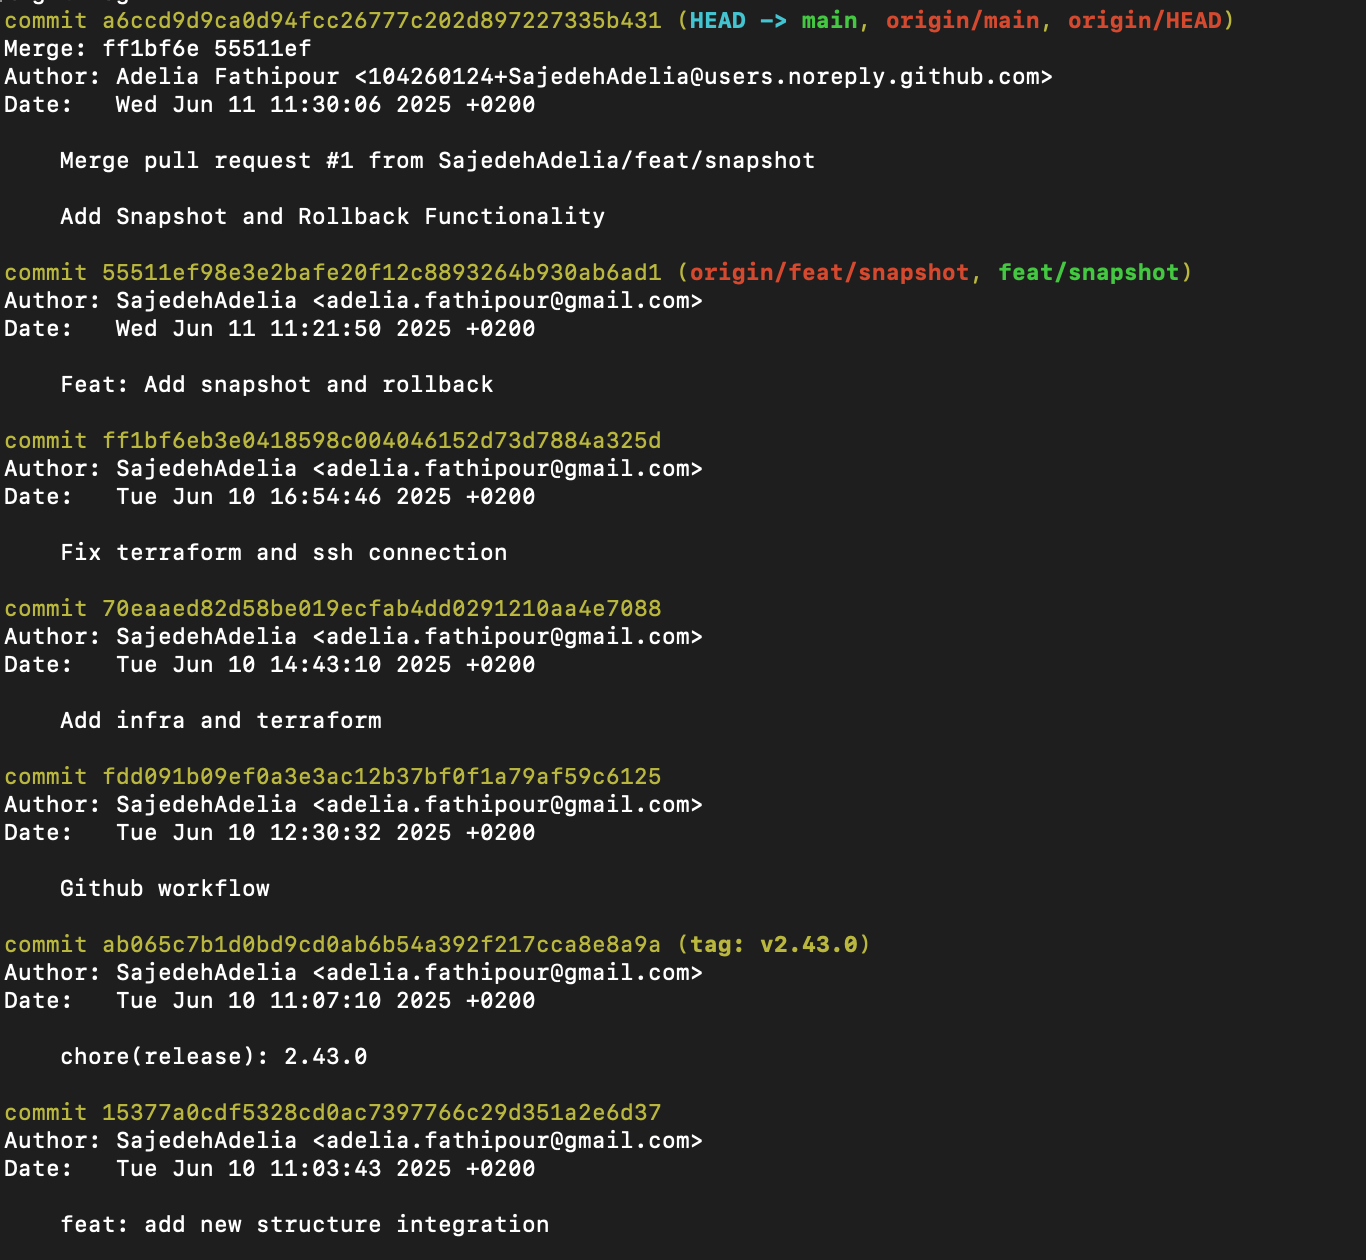 commit a6ccd9d9ca0d94fcc26777c202d897227335b431 (HEAD -> main, origin/main, origin/HEAD)
Merge: ff1bf6e 55511ef
Author: Adelia Fathipour <104260124+SajedehAdelia@users.noreply.github.com>
Date:   Wed Jun 11 11:30:06 2025 +0200
Merge pull request #1 from SajedehAdelia/feat/snapshot
Add Snapshot and Rollback Functionality
commit 55511ef98e3e2bafe20f12c8893264b930ab6ad1 (origin/feat/snapshot, feat/snapshot)
Author: SajedehAdelia <adelia.fathipour@gmail.com>
Date:   Wed Jun 11 11:21:50 2025 +0200
Feat: Add snapshot and rollback
commit ff1bf6eb3e0418598c004046152d73d7884a325d
Author: SajedehAdelia <adelia.fathipour@gmail.com>
Date:   Tue Jun 10 16:54:46 2025 +0200
Fix terraform and ssh connection
commit 70eaaed82d58be019ecfab4dd0291210aa4e7088
Author: SajedehAdelia <adelia.fathipour@gmail.com>
Date:   Tue Jun 10 14:43:10 2025 +0200
Add infra and terraform
commit fdd091b09ef0a3e3ac12b37bf0f1a79af59c6125
Author: SajedehAdelia <adelia.fathipour@gmail.com>
Date:   Tue Jun 10 12:30:32 2025 +0200
Github workflow
commit ab065c7b1d0bd9cd0ab6b54a392f217cca8e8a9a (tag: v2.43.0)
Author: SajedehAdelia <adelia.fathipour@gmail.com>
Date:   Tue Jun 10 11:07:10 2025 +0200
chore(release): 2.43.0
commit 15377a0cdf5328cd0ac7397766c29d351a2e6d37
Author: SajedehAdelia <adelia.fathipour@gmail.com>
Date:   Tue Jun 10 11:03:43 2025 +0200
feat: add new structure integration